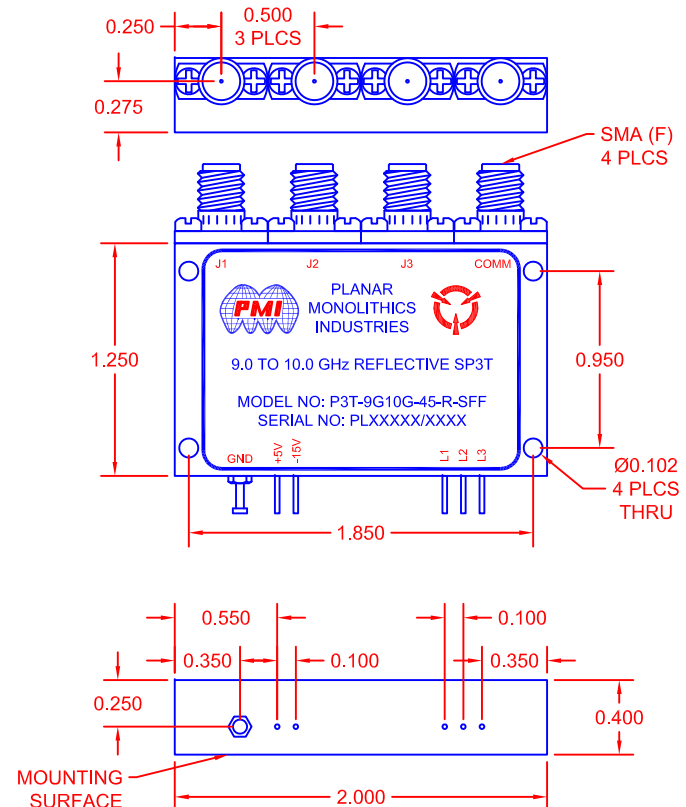 0.250
0.500
3 PLCS
0.275
SMA (F)
4 PLCS
J1 J2 J3 COMM
PMI
PLANAR
MONOLITHICS
INDUSTRIES
9.0 TO 10.0 GHz REFLECTIVE SP3T
MODEL NO: P3T-9G10G-45-R-SFF
SERIAL NO: PLXXXXX/XXXX
GND +5V -15V L1 L2 L3
1.250
0.950
Ø0.102
4 PLCS
THRU
1.850
0.550 0.100
0.350 0.100 0.350
0.250
0.400
MOUNTING
SURFACE
2.000